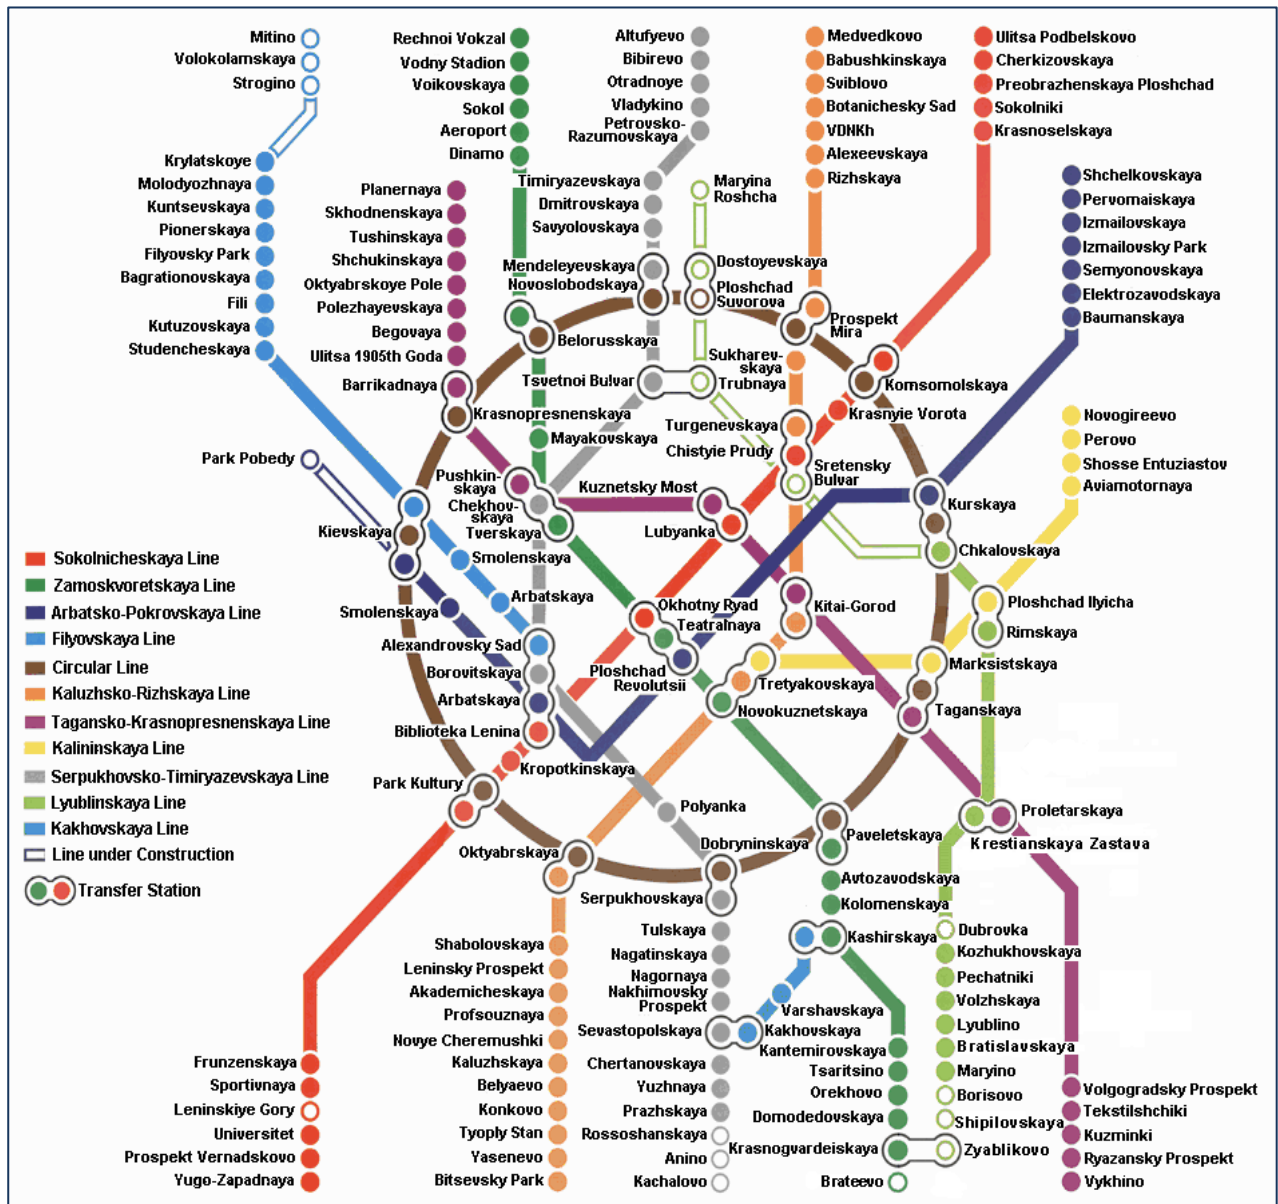 Mitino
Volokolamskaya
Strogino
Krylatskoye
Molodyozhnaya
Kuntsevskaya
Pionerskaya
Filyovsky Park
Bagrationovskaya
Fili
Kutuzovskaya
Studencheskaya
Rechnoi Vokzal
Vodny Stadion
Voikovskaya
Sokol
Aeroport
Dinamo
Planernaya
Skhodnenskaya
Tushinskaya
Shchukinskaya
Oktyabrskoye Pole
Polezhayevskaya
Begovaya
Ulitsa 1905th Goda
Barrikadnaya
Krasnopresnenskaya
Altufyevo
Bibirevo
Otradnoye
Vladykino
Petrovsko-
Razumovskaya
Timiryazevskaya
Dmitrovskaya
Savyolovskaya
Mendeleyevskaya
Novoslobodskaya
Maryina
Roshcha
Dostoyevskaya
Ploshchad
Suvorova
Medvedkovo
Babushkinskaya
Sviblovo
Botanichesky Sad
VDNKh
Alexeevskaya
Rizhskaya
Prospekt
Mira
Ulitsa Podbelskovo
Cherkizovskaya
Preobrazhenskaya Ploshchad
Sokolniki
Krasnoselskaya
Komsomolskaya
Krasnyie Vorota
Shchelkovskaya
Pervomaiskaya
Izmailovskaya
Izmailovsky Park
Semyonovskaya
Elektrozavodskaya
Baumanskaya
Novogireevo
Perovo
Shosse Entuziastov
Aviamotornaya
Belorusskaya
Tsvetnoi Bulvar
Trubnaya
Sukharev-
skaya
Turgenevskaya
Chistyie Prudy
Sretensky
Bulvar
Mayakovskaya
Pushkin-
skaya
Chekhov-
skaya
Tverskaya
Kuznetsky Most
Lubyanka
Kurskaya
Chkalovskaya
Park Pobedy
Kievskaya
Smolenskaya
Arbatskaya
Smolenskaya
Alexandrovsky Sad
Borovitskaya
Arbatskaya
Biblioteka Lenina
Kropotkinskaya
Park Kultury
Okhotny Ryad
Teatralnaya
Ploshchad
Revolutsii
Kitai-Gorod
Tretyakovskaya
Novokuznetskaya
Ploshchad Ilyicha
Rimskaya
Marksistskaya
Taganskaya
Proletarskaya
Krestianskaya Zastava
Polyanka
Oktyabrskaya
Dobryninskaya
Serpukhovskaya
Paveletskaya
Avtozavodskaya
Kolomenskaya
Kashirskaya
Varshavskaya
Kakhovskaya
Kantemirovskaya
Tsaritsino
Orekhovo
Domodedovskaya
Krasnogvardeiskaya
Brateevo
Dubrovka
Kozhukhovskaya
Pechatniki
Volzhskaya
Lyublino
Bratislavskaya
Maryino
Borisovo
Shipilovskaya
Zyablikovo
Volgogradsky Prospekt
Tekstilshchiki
Kuzminki
Ryazansky Prospekt
Vykhino
Tulskaya
Nagatinskaya
Nagornaya
Nakhimovsky
Prospekt
Sevastopolskaya
Chertanovskaya
Yuzhnaya
Prazhskaya
Rossoshanskaya
Anino
Kachalovo
Shabolovskaya
Leninsky Prospekt
Akademicheskaya
Profsouznaya
Novye Cheremushki
Kaluzhskaya
Belyaevo
Konkovo
Tyoply Stan
Yasenevo
Bitsevsky Park
Frunzenskaya
Sportivnaya
Leninskiye Gory
Universitet
Prospekt Vernadskovo
Yugo-Zapadnaya
Sokolnicheskaya Line
Zamoskvoretskaya Line
Arbatsko-Pokrovskaya Line
Filyovskaya Line
Circular Line
Kaluzhsko-Rizhskaya Line
Tagansko-Krasnopresnenskaya Line
Kalininskaya Line
Serpukhovsko-Timiryazevskaya Line
Lyublinskaya Line
Kakhovskaya Line
Line under Construction
Transfer Station